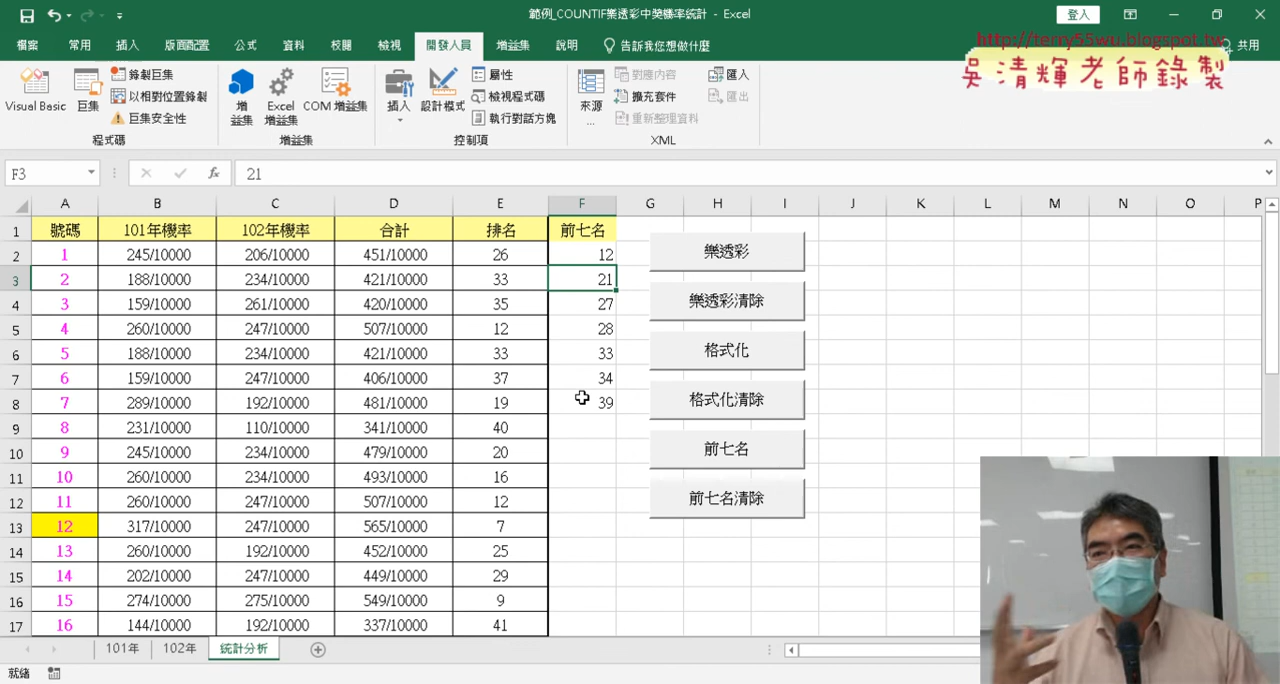 範例_COUNTIF樂透彩中獎機率統計 - Excel
登入
檔案 常用 插入 版面配置 公式 資料 校閱 檢視 開發人員 增益集 說明 告訴我您想做什麼 共用
http://terry55wu.blogspot.tw
吳清輝老師錄製
Visual Basic 巨集 錄製巨集 以相對位置錄製 巨集安全性 程式碼
增益集 Excel 增益集 COM 增益集 增益集
插入 設計模式 屬性 檢視程式碼 執行對話方塊 控制項
來源 ... 對應內容 擴充套件 重新整理資料 匯入 匯出 XML
F3 fx 21
A B C D E F G H I J K L M N O P
1 號碼 101年機率 102年機率 合計 排名 前七名
2 1 245/10000 206/10000 451/10000 26 12
3 2 188/10000 234/10000 421/10000 33 21
4 3 159/10000 261/10000 420/10000 35 27
5 4 260/10000 247/10000 507/10000 12 28
6 5 188/10000 234/10000 421/10000 33 33
7 6 159/10000 247/10000 406/10000 37 34
8 7 289/10000 192/10000 481/10000 19 39
9 8 231/10000 110/10000 341/10000 40
10 9 245/10000 234/10000 479/10000 20
11 10 260/10000 234/10000 493/10000 16
12 11 260/10000 247/10000 507/10000 12
13 12 317/10000 247/10000 565/10000 7
14 13 260/10000 192/10000 452/10000 25
15 14 202/10000 247/10000 449/10000 29
16 15 274/10000 275/10000 549/10000 9
17 16 144/10000 192/10000 337/10000 41
樂透彩
樂透彩清除
格式化
格式化清除
前七名
前七名清除
101年 102年 統計分析
就緒